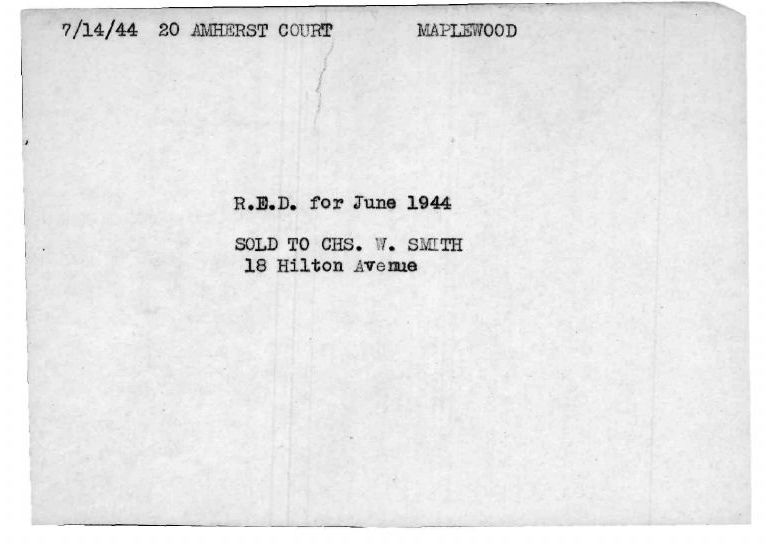 7/14/44 20 AMHERST COURT MAPLEWOOD
R.E.D. for June 1944
SOLD TO CHS. W. SMITH
18 Hilton Avenue